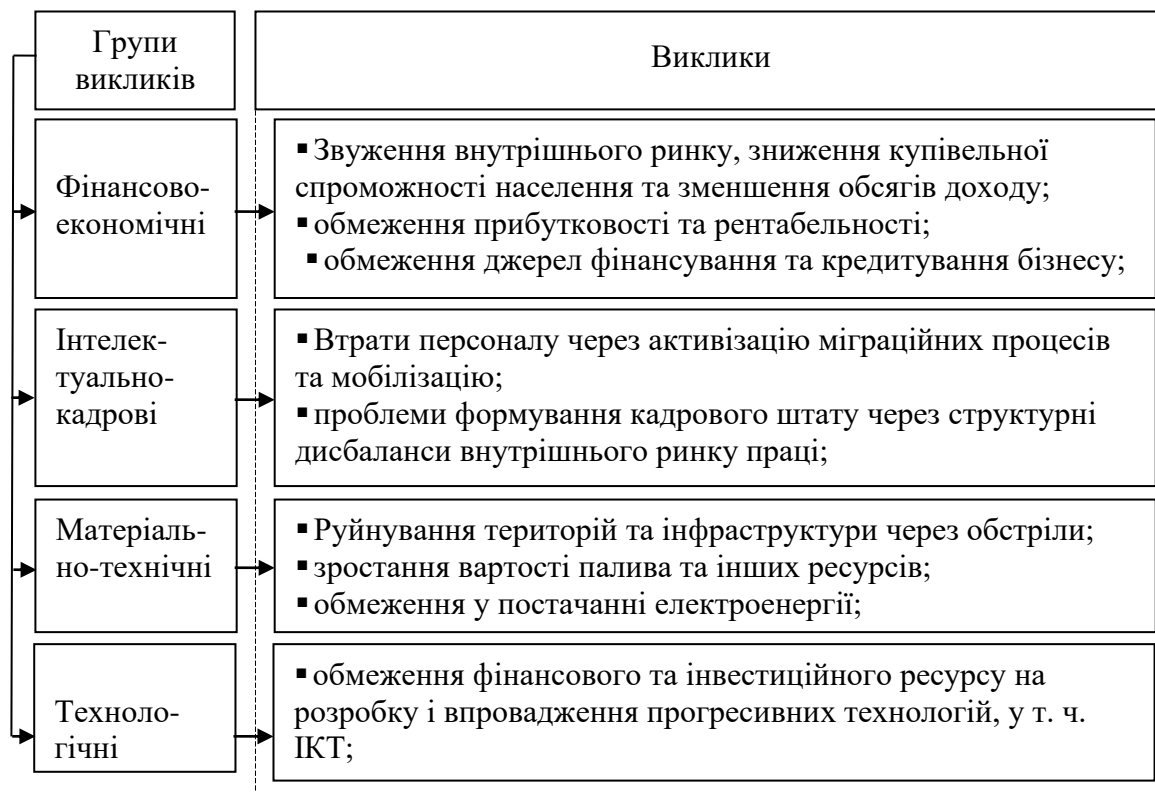 Групи
викликів
Виклики
Фінансово-
економічні
▪ Звуження внутрішнього ринку, зниження купівельної
спроможності населення та зменшення обсягів доходу;
▪ обмеження прибутковості та рентабельності;
▪ обмеження джерел фінансування та кредитування бізнесу;
Інтелек-
туально-
кадрові
▪ Втрати персоналу через активізацію міграційних процесів
та мобілізацію;
▪ проблеми формування кадрового штату через структурні
дисбаланси внутрішнього ринку праці;
Матеріаль-
но-технічні
▪ Руйнування територій та інфраструктури через обстріли;
▪ зростання вартості палива та інших ресурсів;
▪ обмеження у постачанні електроенергії;
Техноло-
гічні
▪ обмеження фінансового та інвестиційного ресурсу на
розробку і впровадження прогресивних технологій, у т. ч.
ІКТ;